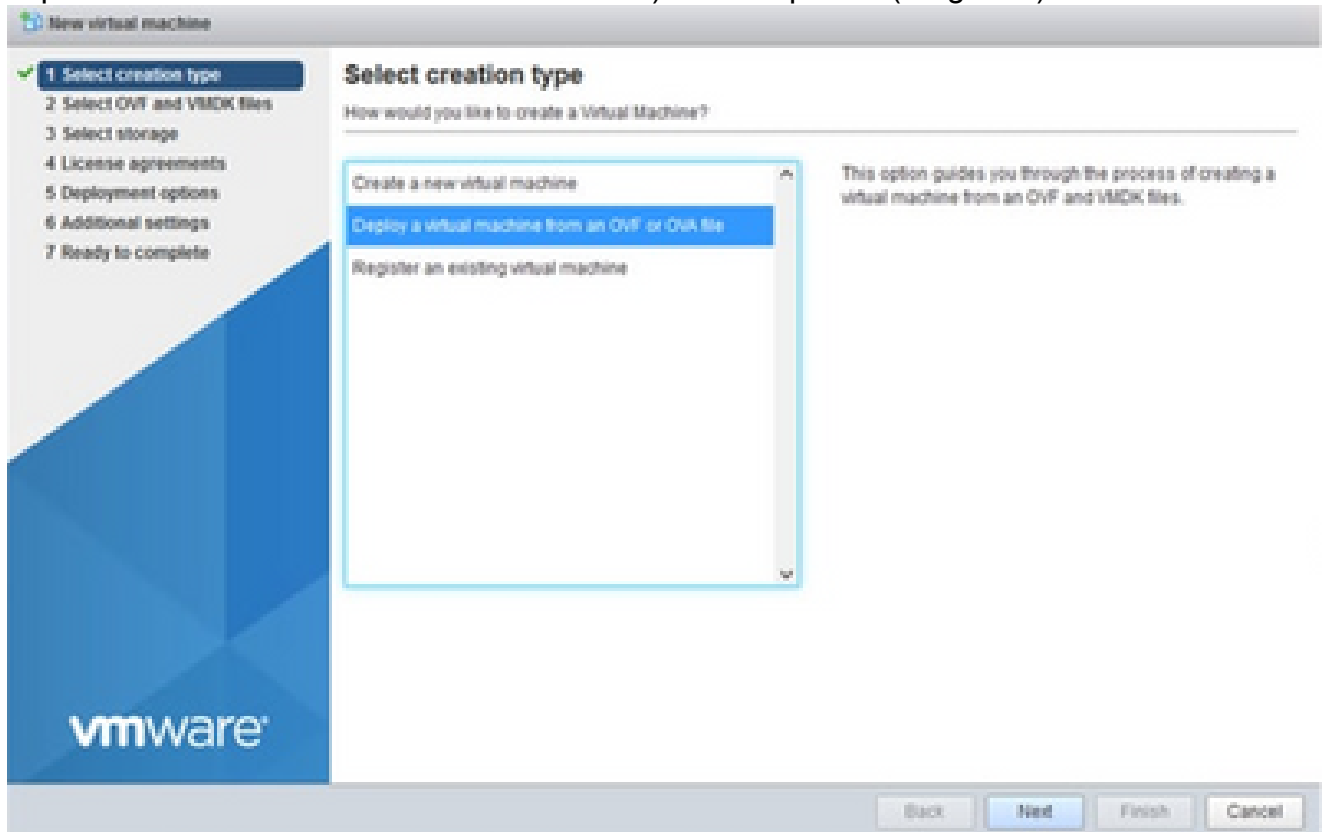 New virtual machine
1 Select creation type
2 Select OVF and VMDK files
3 Select storage
4 License agreements
5 Deployment options
6 Additional settings
7 Ready to complete
vmware
Select creation type
How would you like to create a Virtual Machine?
Create a new virtual machine
Deploy a virtual machine from an OVF or OVA file
Register an existing virtual machine
This option guides you through the process of creating a
virtual machine from an OVF and VMDK files.
Back Next Finish Cancel